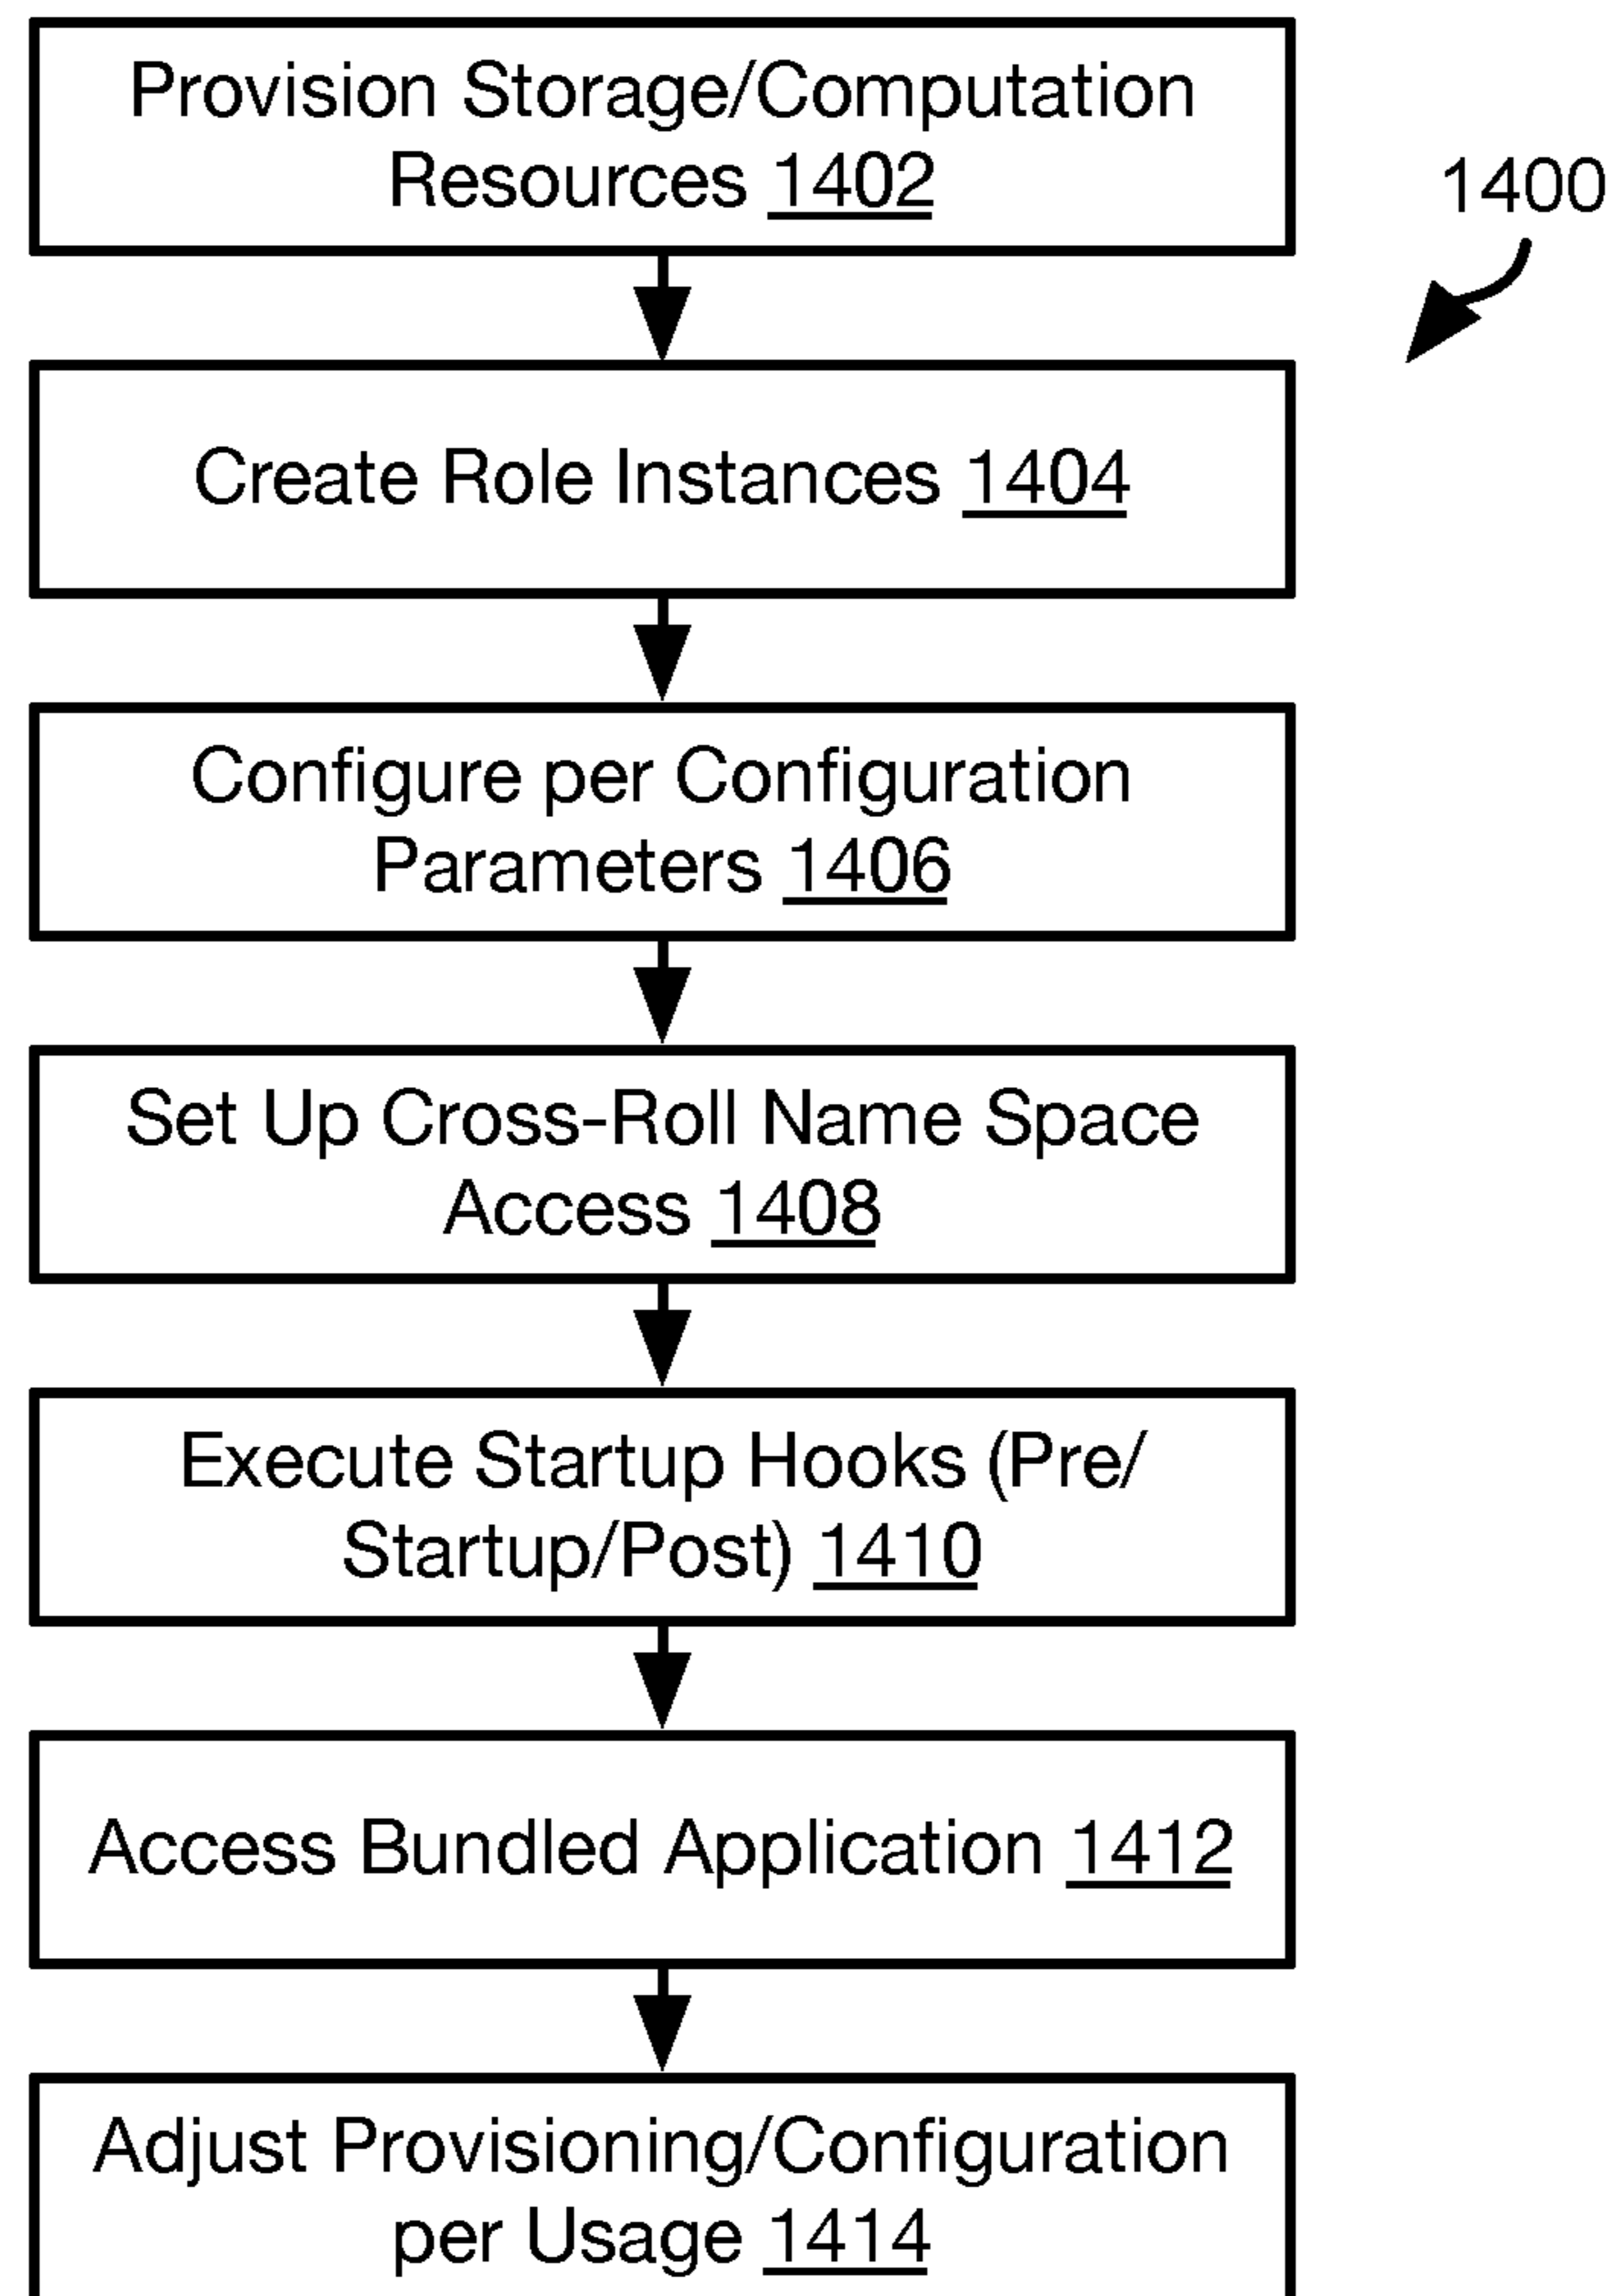 Provision Storage/Computation
Resources 1402
1400
Create Role Instances 1404
Configure per Configuration
Parameters 1406
Set Up Cross-Roll Name Space
Access 1408
Execute Startup Hooks (Pre/
Startup/Post) 1410
Access Bundled Application 1412
Adjust Provisioning/Configuration
per Usage 1414